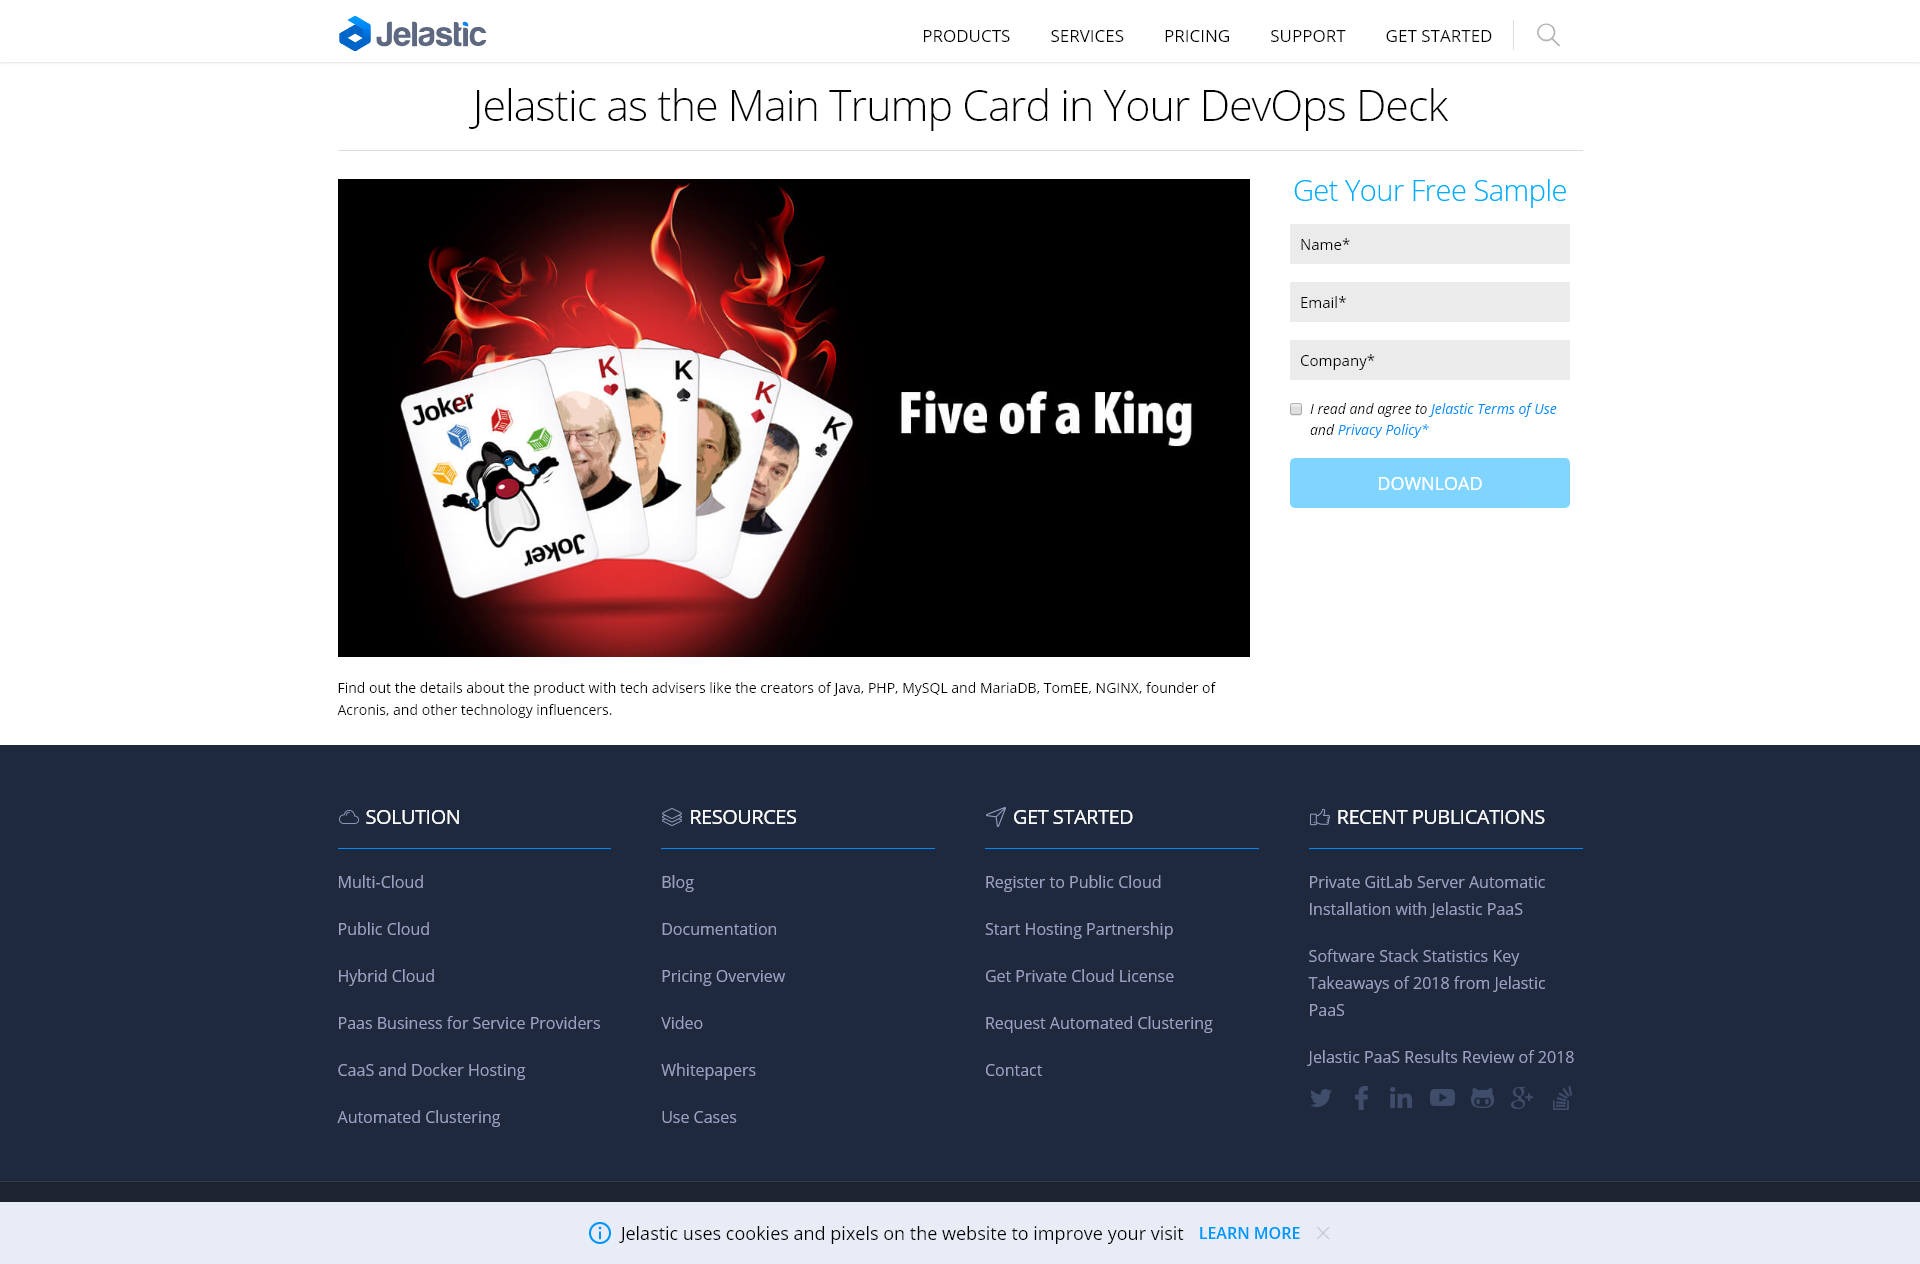 Jelastic
PRODUCTS
SERVICES
PRICING
SUPPORT
GET STARTED
Jelastic as the Main Trump Card in Your DevOps Deck
Joker
K
K
K
K
Joker
Five of a King
Get Your Free Sample
Name*
Email*
Company*
I read and agree to Jelastic Terms of Use
and Privacy Policy*
DOWNLOAD
Find out the details about the product with tech advisers like the creators of Java, PHP, MySQL and MariaDB, TomEE, NGINX, founder of
Acronis, and other technology influencers.
SOLUTION
Multi-Cloud
Public Cloud
Hybrid Cloud
Paas Business for Service Providers
CaaS and Docker Hosting
Automated Clustering
RESOURCES
Blog
Documentation
Pricing Overview
Video
Whitepapers
Use Cases
GET STARTED
Register to Public Cloud
Start Hosting Partnership
Get Private Cloud License
Request Automated Clustering
Contact
RECENT PUBLICATIONS
Private GitLab Server Automatic
Installation with Jelastic PaaS
Software Stack Statistics Key
Takeaways of 2018 from Jelastic
PaaS
Jelastic PaaS Results Review of 2018
Jelastic uses cookies and pixels on the website to improve your visit
LEARN MORE